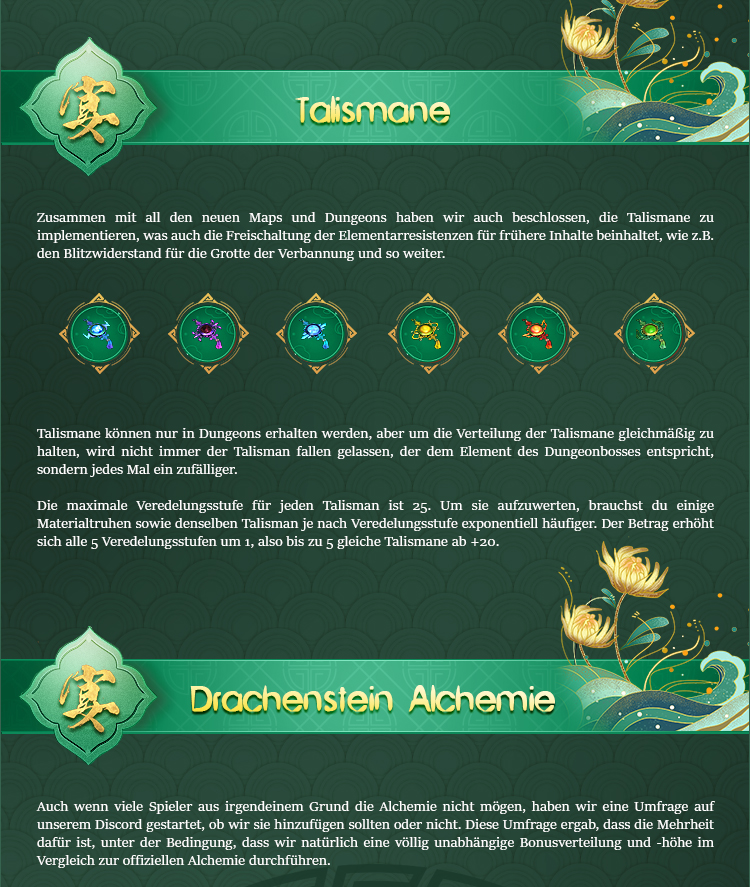 宴
Talismane
Zusammen mit all den neuen Maps und Dungeons haben wir auch beschlossen, die Talismane zu
implementieren, was auch die Freischaltung der Elementarresistenzen für frühere Inhalte beinhaltet, wie z.B.
den Blitzwiderstand für die Grotte der Verbannung und so weiter.
Talismane können nur in Dungeons erhalten werden, aber um die Verteilung der Talismane gleichmäßig zu
halten, wird nicht immer der Talisman fallen gelassen, der dem Element des Dungeonbosses entspricht,
sondern jedes Mal ein zufälliger.
Die maximale Veredelungsstufe für jeden Talisman ist 25. Um sie aufzuwerten, brauchst du einige
Materialtruhen sowie denselben Talisman je nach Veredelungsstufe exponentiell häufiger. Der Betrag erhöht
sich alle 5 Veredelungsstufen um 1, also bis zu 5 gleiche Talismane ab +20.
宴
Drachenstein Alchemie
Auch wenn viele Spieler aus irgendeinem Grund die Alchemie nicht mögen, haben wir eine Umfrage auf
unserem Discord gestartet, ob wir sie hinzufügen sollten oder nicht. Diese Umfrage ergab, dass die Mehrheit
dafür ist, unter der Bedingung, dass wir natürlich eine völlig unabhängige Bonusverteilung und -höhe im
Vergleich zur offiziellen Alchemie durchführen.